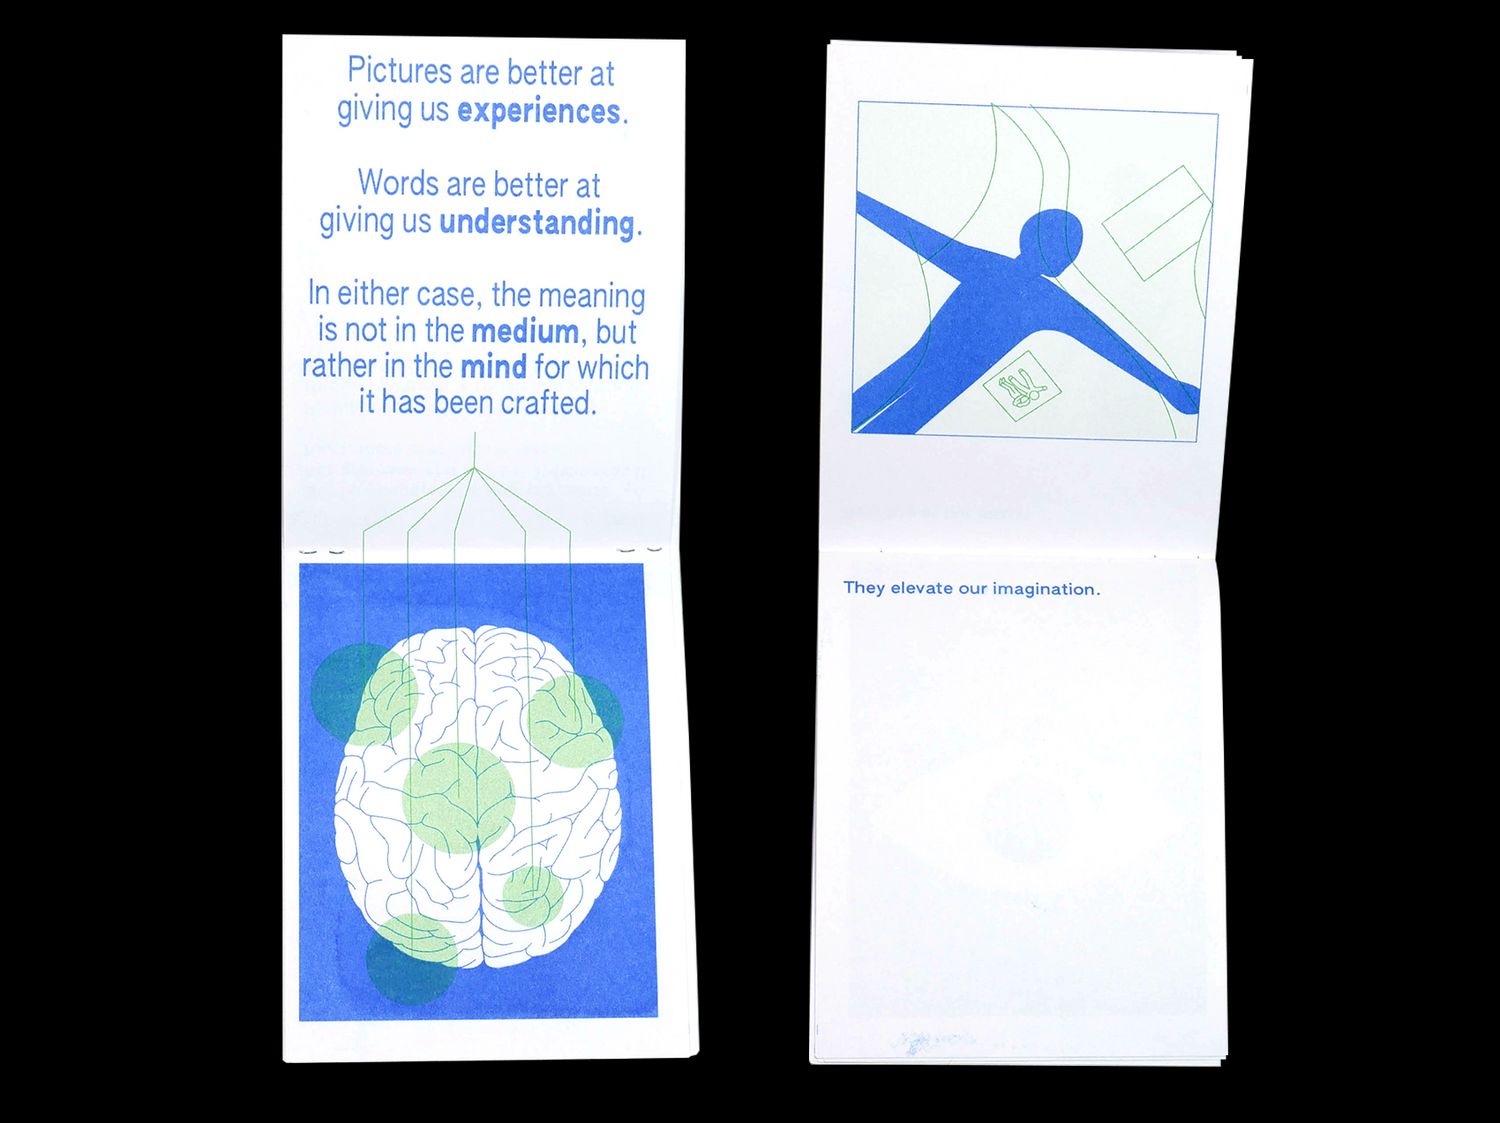 Pictures are better at
giving us experiences.
Words are better at
giving us understanding.
In either case, the meaning
is not in the medium, but
rather in the mind for which
it has been crafted.
They elevate our imagination.